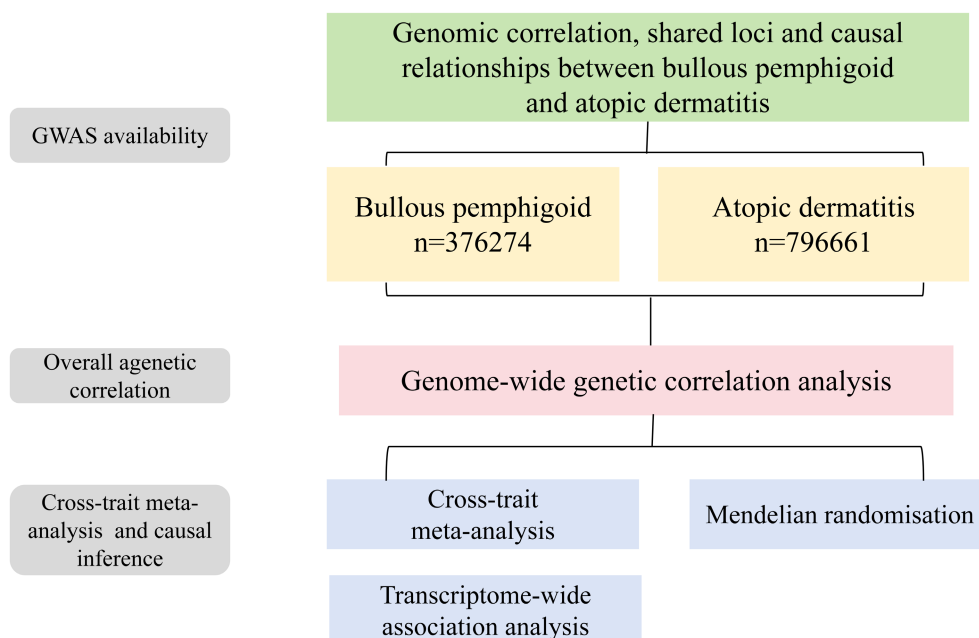 Genomic correlation, shared loci and causal
relationships between bullous pemphigoid
and atopic dermatitis
GWAS availability
Bullous pemphigoid
n=376274
Atopic dermatitis
n=796661
Overall agenetic
correlation
Genome-wide genetic correlation analysis
Cross-trait meta-
analysis and causal
inference
Cross-trait
meta-analysis
Mendelian randomisation
Transcriptome-wide
association analysis